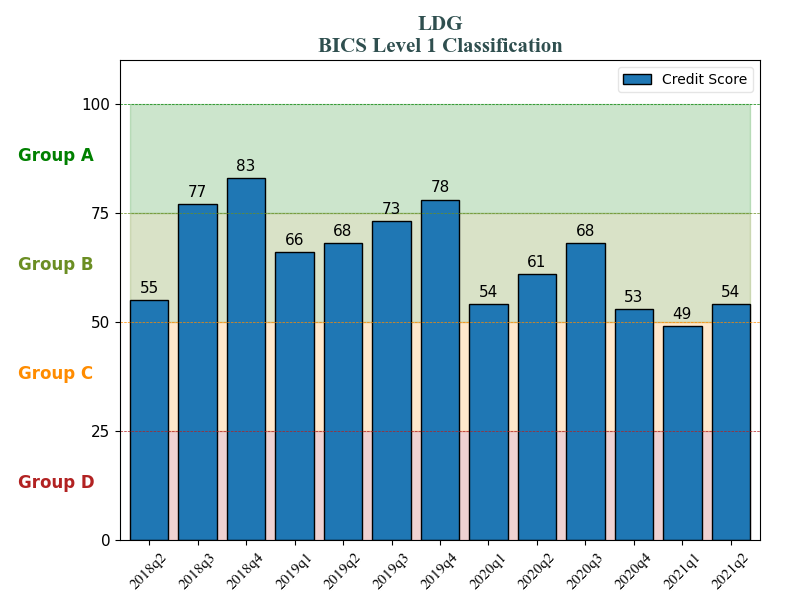 LDG
BICS Level 1 Classification
Credit Score
100
Group A
83
77
78
75
73
68
66
68
Group B
61
55
54
53
54
50
49
Group C
25
Group D
0
2018q2
2018q3
2018q4
2019q1
2019q2
2019q3
2019q4
2020q1
2020q2
2020q3
2020q4
2021q1
2021q2